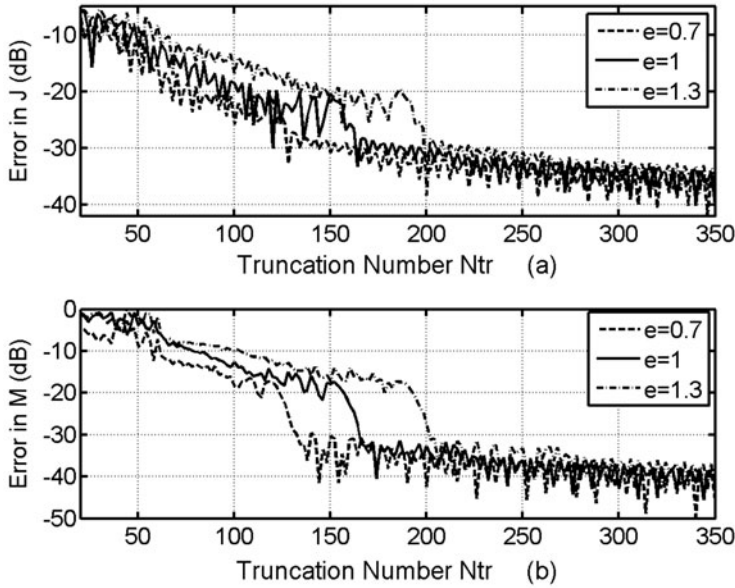 -10
-20
-30
-40
Error in J (dB)
e=0.7
e=1
e=1.3
50 100 150 200 250 300 350
Truncation Number Ntr (a)
0
-10
-20
-30
-40
-50
Error in M (dB)
e=0.7
e=1
e=1.3
50 100 150 200 250 300 350
Truncation Number Ntr (b)